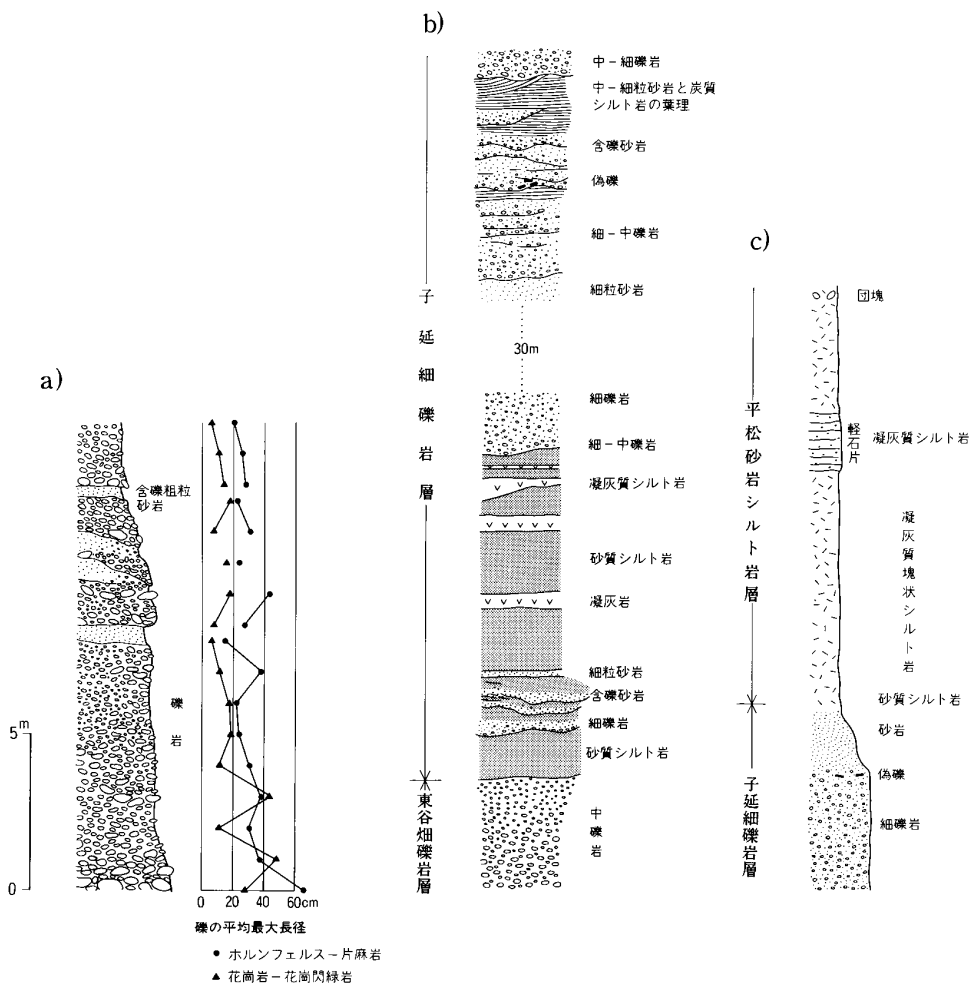 a)
含礫粗粒
砂岩
礫岩
5 m
0
0 20 40 60cm
礫の平均最大長径
● ホルンフェルス−片麻岩
▲ 花崗岩−花崗閃緑岩
b)
子延細礫岩層
東谷畑礫岩層
中−細礫岩
中−細粒砂岩と炭質
シルト岩の葉理
含礫砂岩
偽礫
細−中礫岩
細粒砂岩
30m
細礫岩
細−中礫岩
凝灰質シルト岩
砂質シルト岩
凝灰岩
細粒砂岩
含礫砂岩
細礫岩
砂質シルト岩
中礫岩
c)
平松砂岩シルト岩層
子延細礫岩層
団塊
軽石片
凝灰質シルト岩
凝灰質塊状シルト岩
砂質シルト岩
砂岩
偽礫
細礫岩